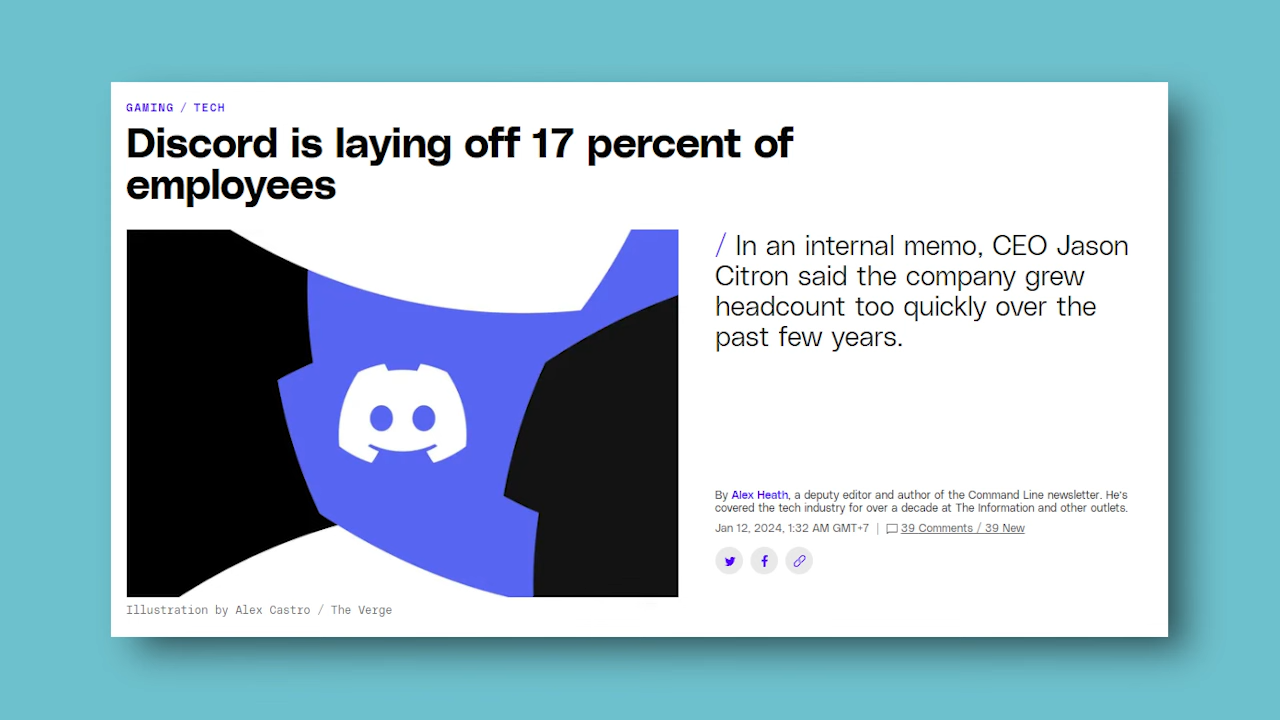 GAMING / TECH
Discord is laying off 17 percent of
employees
/ In an internal memo, CEO Jason
Citron said the company grew
headcount too quickly over the
past few years.
By Alex Heath, a deputy editor and author of the Command Line newsletter. He's
covered the tech industry for over a decade at The Information and other outlets.
Jan 12, 2024, 1:32 AM GMT+7 | 39 Comments / 39 New
Illustration by Alex Castro / The Verge